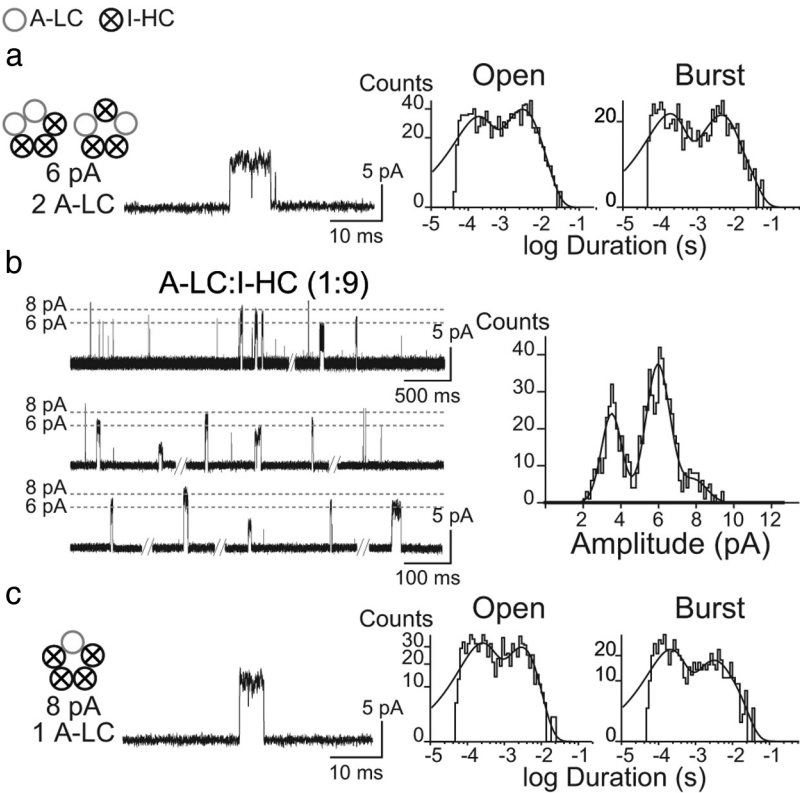 A-LC I-HC
a
6 pA
2 A-LC
5 pA
10 ms
Counts
Open
Burst
40
20
0
-5 -4 -3 -2 -1
20
0
-5 -4 -3 -2 -1
log Duration (s)
b
A-LC:I-HC (1:9)
8 pA
6 pA
5 pA
500 ms
8 pA
6 pA
8 pA
6 pA
5 pA
100 ms
Counts
40
30
20
10
0
2 4 6 8 10 12
Amplitude (pA)
c
8 pA
1 A-LC
5 pA
10 ms
Counts
Open
Burst
30
20
10
0
-5 -4 -3 -2 -1
20
10
0
-5 -4 -3 -2 -1
log Duration (s)